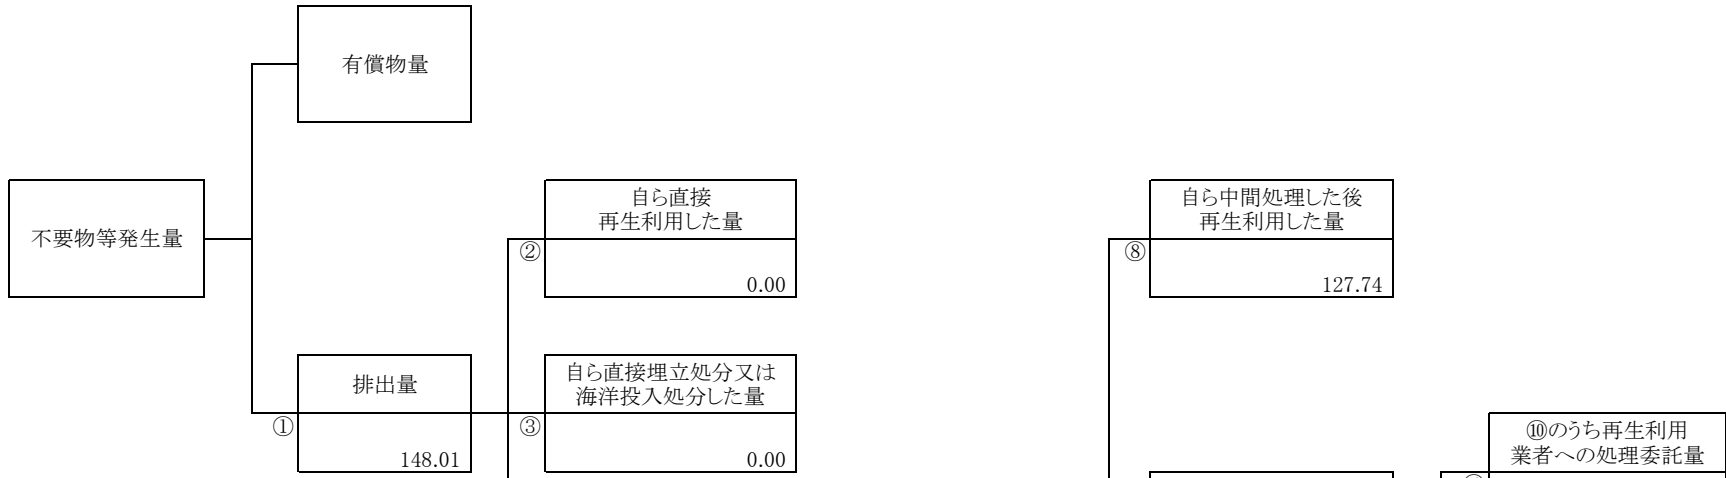 有償物量
不要物等発生量
自ら直接
再生利用した量
②
0.00
自ら中間処理した後
再生利用した量
⑧
127.74
排出量
①
148.01
自ら直接埋立処分又は
海洋投入処分した量
③
0.00
⑩のうち再生利用
業者への処理委託量